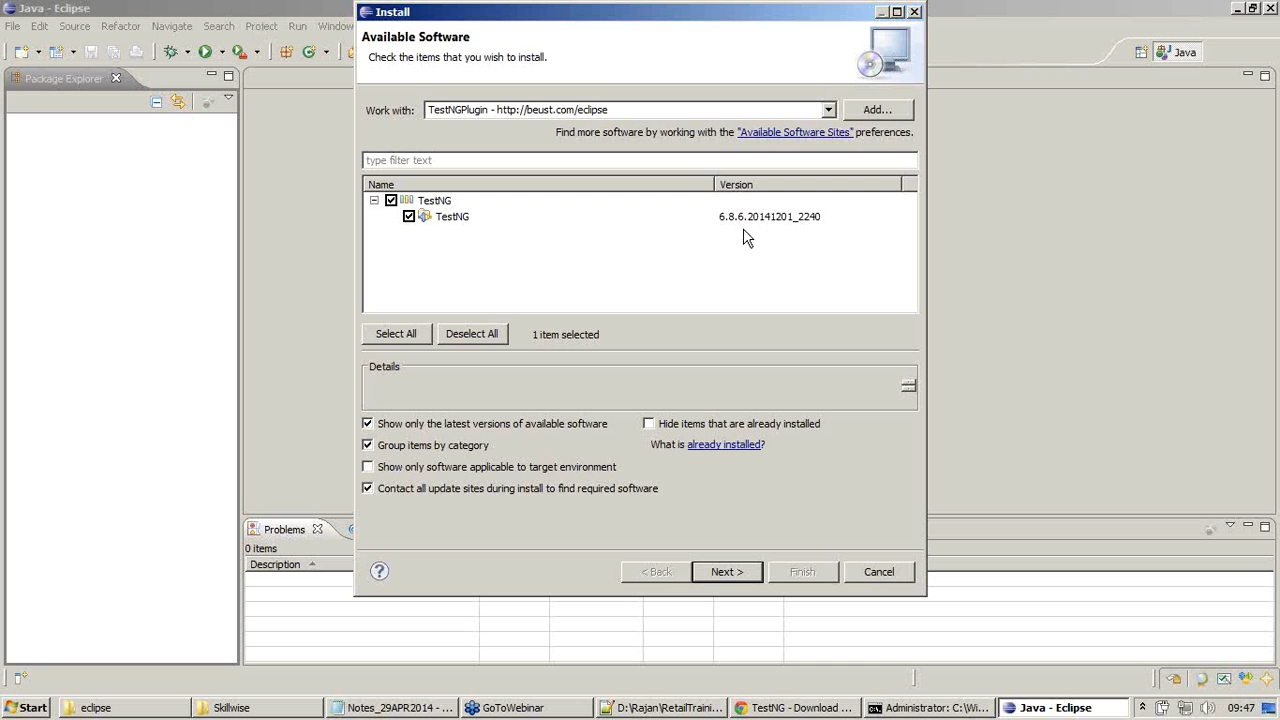 Java - Eclipse
File Edit Source Refactor Navigate Search Project Run Window
Package Explorer
Java
Install
Available Software
Check the items that you wish to install.
Work with: TestNGPlugin - http://beust.com/eclipse Add...
Find more software by working with the "Available Software Sites" preferences.
type filter text
Name Version
TestNG
TestNG 6.8.6.20141201_2240
Select All Deselect All 1 item selected
Details
Show only the latest versions of available software Hide items that are already installed
Group items by category What is already installed?
Show only software applicable to target environment
Contact all update sites during install to find required software
Problems
0 items
Description
? < Back Next > Finish Cancel
Start eclipse Skillwise Notes_29APR2014 - ... GoToWebinar D:\Rajan\RetailTraini... TestNG - Download ... Administrator: C:\Wi... Java - Eclipse 09:47